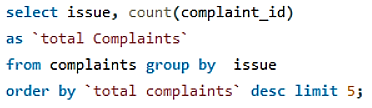 select issue, count(complaint_id)
as `total Complaints`
from complaints group by  issue
order by `total complaints` desc limit 5;